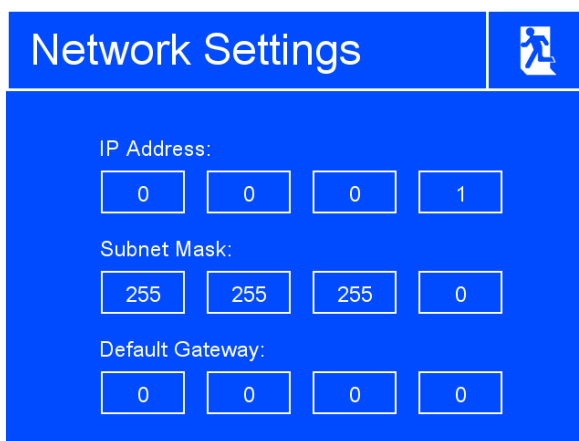 Network Settings
IP Address:
0 0 0 1
Subnet Mask:
255 255 255 0
Default Gateway:
0 0 0 0